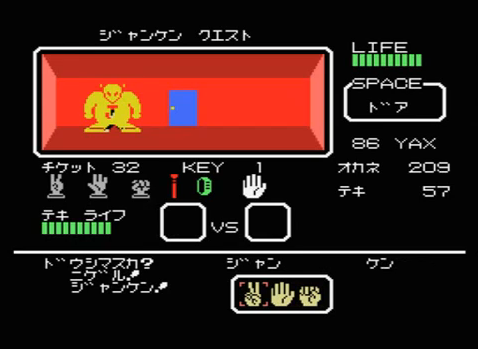 ジャンケン クエスト
LIFE
SPACE
ドア
86 YAX
チケット 32 KEY 1
オカネ 209
テキ 57
テキ ライフ
VS
ドウシマスカ?
ニゲル
ジャンケン
ジャン ケン